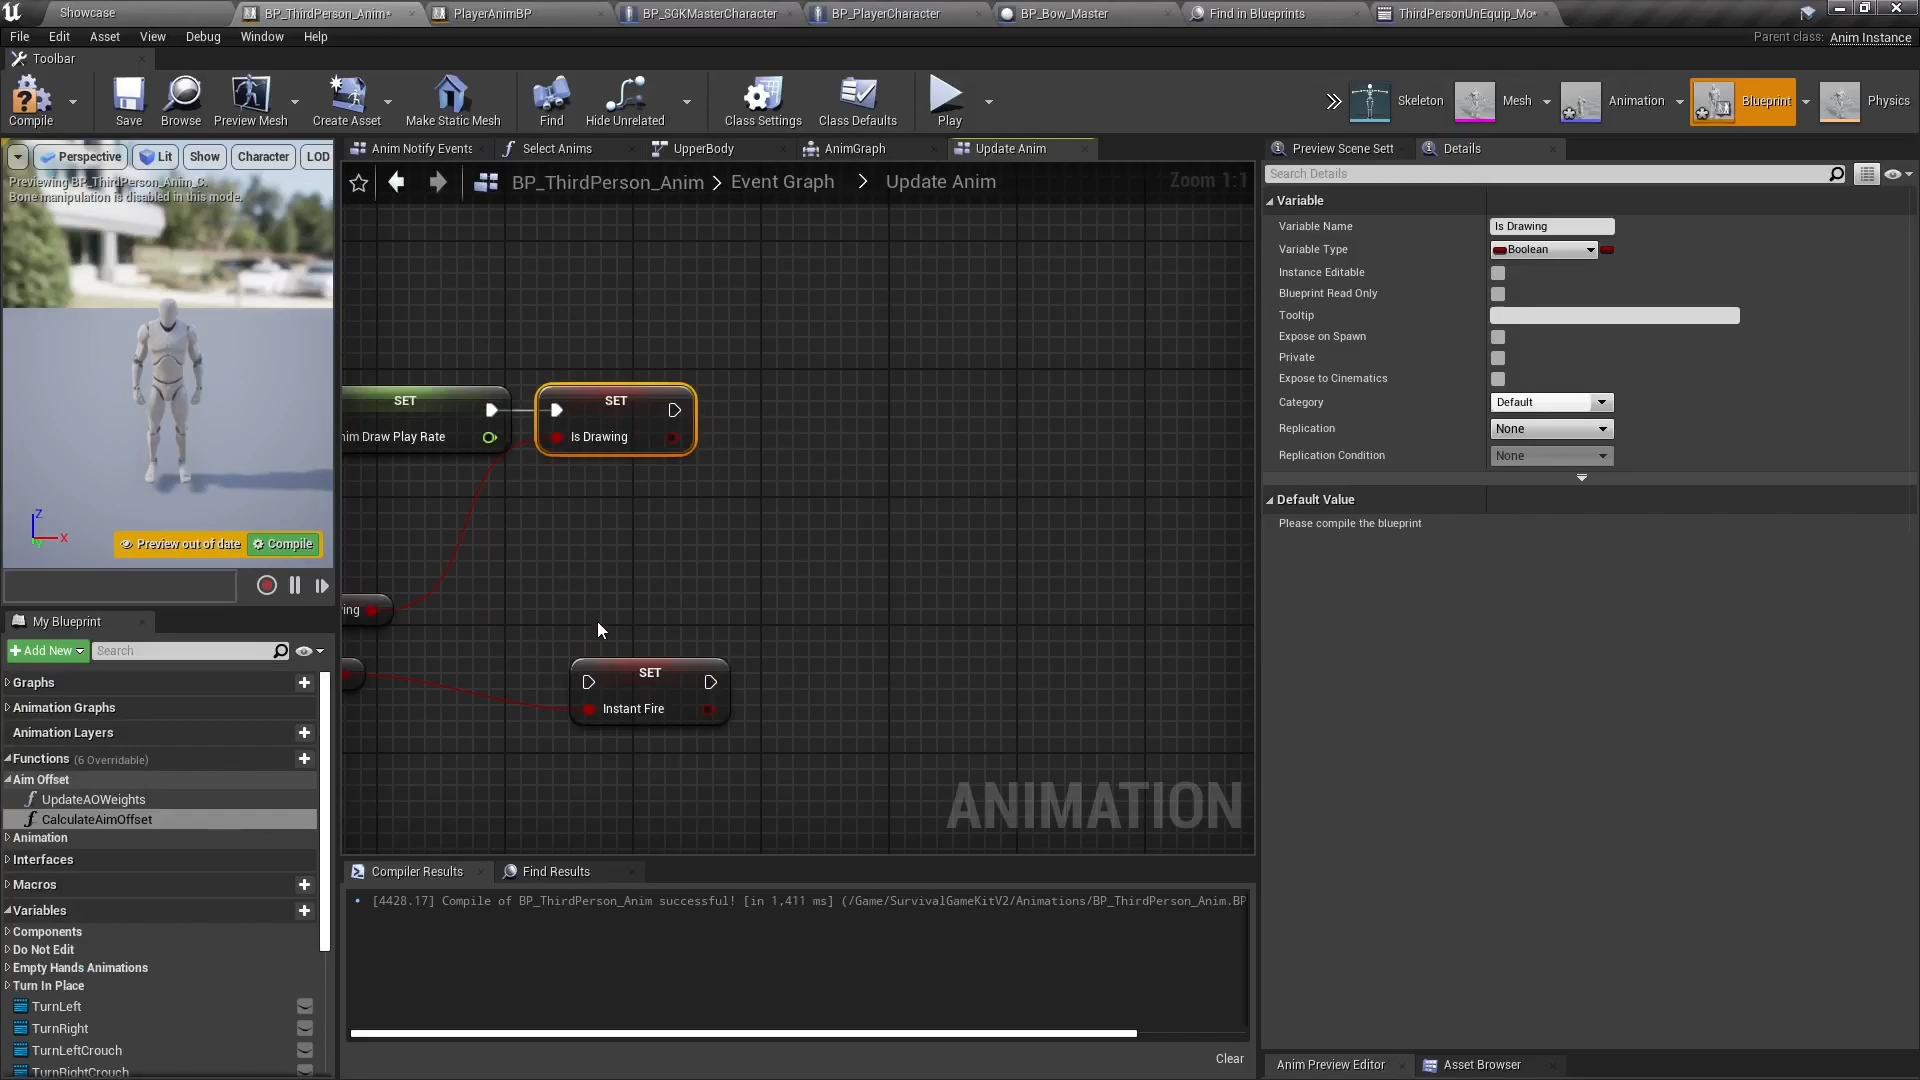 Showcase
BP_ThirdPerson_Anim*
PlayerAnimBP
BP_SGKMasterCharacter
BP_PlayerCharacter
BP_Bow_Master
Find in Blueprints
ThirdPersonUnEquip_Mo*
File Edit Asset View Debug Window Help
Parent class: Anim Instance
Toolbar
Compile
Save
Browse
Preview Mesh
Create Asset
Make Static Mesh
Find
Hide Unrelated
Class Settings
Class Defaults
Play
Skeleton
Mesh
Animation
Blueprint
Physics
Perspective
Lit
Show
Character
LOD
Previewing BP_ThirdPerson_Anim_C.
Bone manipulation is disabled in this mode.
Z
X
Y
Preview out of date
Compile
Anim Notify Events
Select Anims
UpperBody
AnimGraph
Update Anim
BP_ThirdPerson_Anim > Event Graph > Update Anim
Zoom 1:1
SET
nim Draw Play Rate
SET
Is Drawing
ing
SET
Instant Fire
ANIMATION
My Blueprint
Add New
Search
Graphs
Animation Graphs
Animation Layers
Functions (6 Overridable)
Aim Offset
UpdateAOWeights
CalculateAimOffset
Animation
Interfaces
Macros
Variables
Components
Do Not Edit
Empty Hands Animations
Turn In Place
TurnLeft
TurnRight
TurnLeftCrouch
TurnRightCrouch
Compiler Results
Find Results
[4428.17] Compile of BP_ThirdPerson_Anim successful! [in 1,411 ms] (/Game/SurvivalGameKitV2/Animations/BP_ThirdPerson_Anim.BP
Clear
Preview Scene Sett
Details
Search Details
Variable
Variable Name Is Drawing
Variable Type Boolean
Instance Editable
Blueprint Read Only
Tooltip
Expose on Spawn
Private
Expose to Cinematics
Category Default
Replication None
Replication Condition None
Default Value
Please compile the blueprint
Anim Preview Editor
Asset Browser